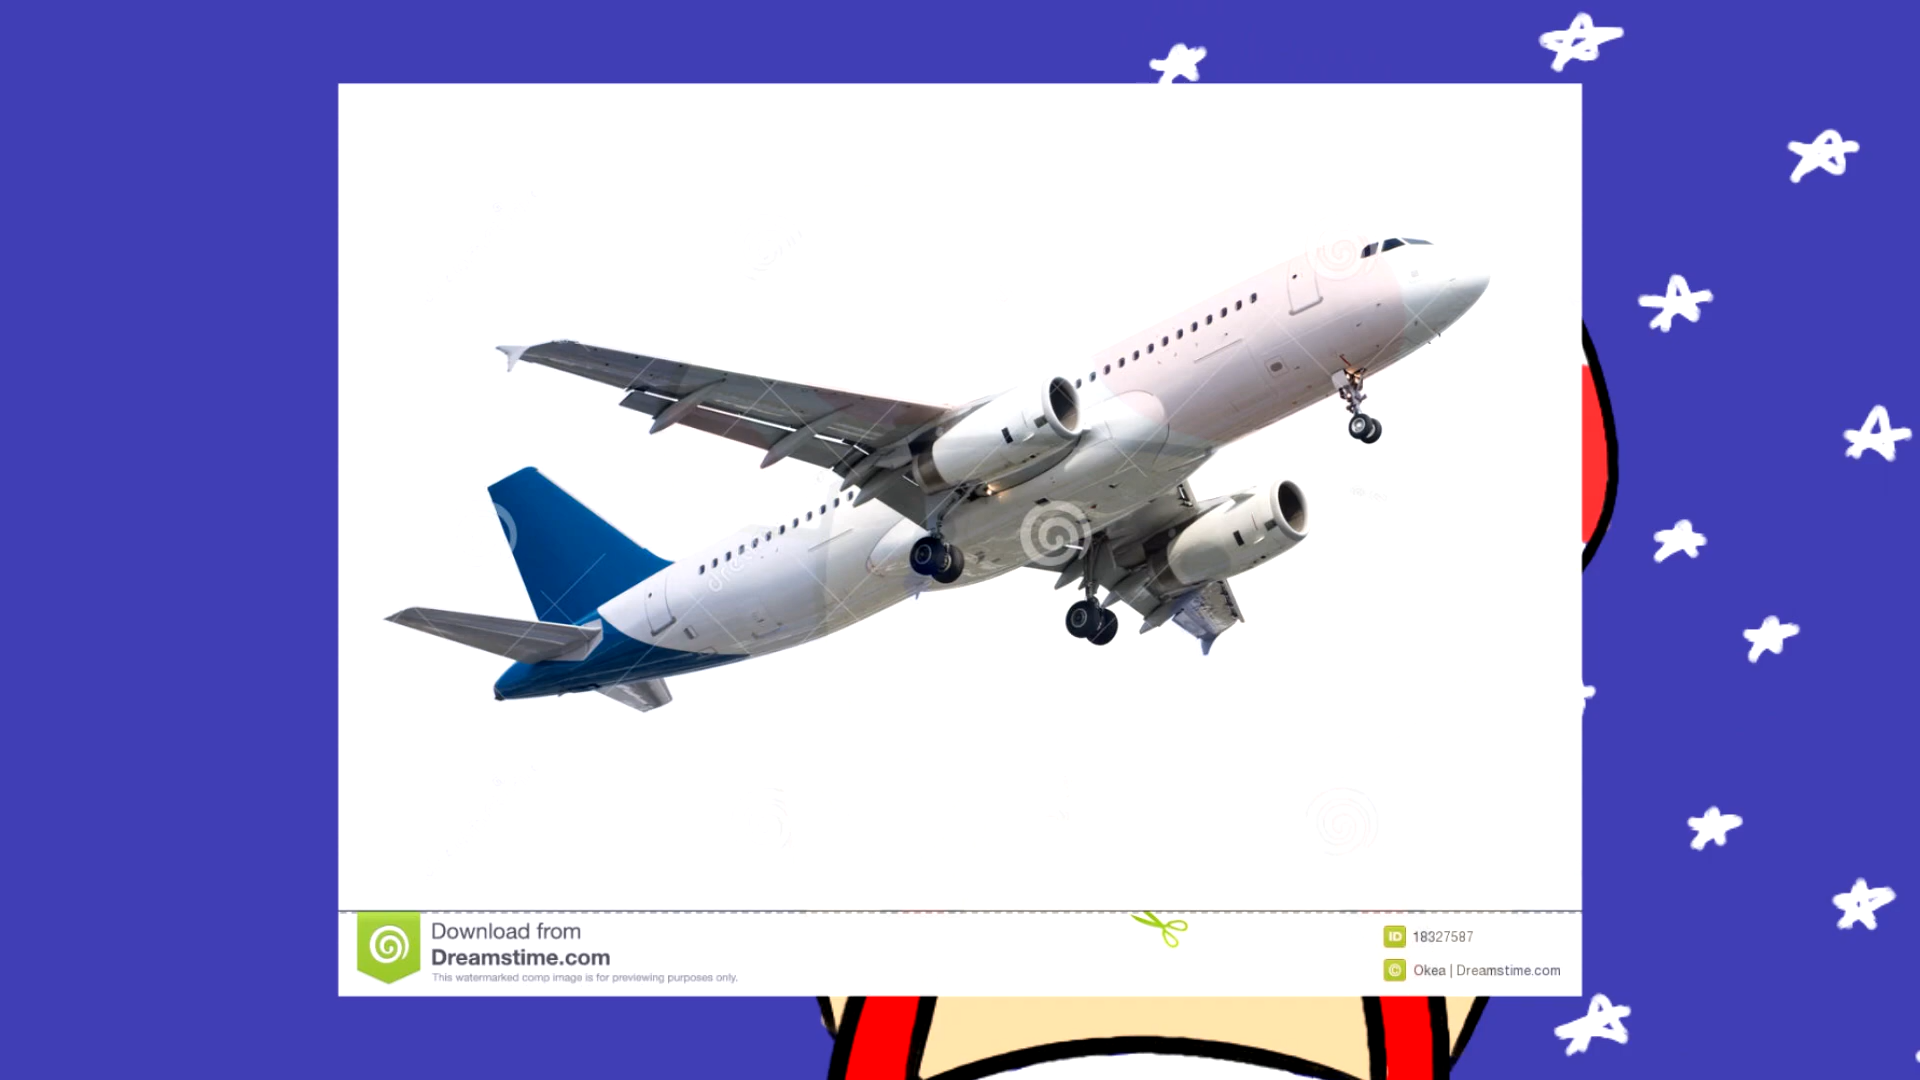 Download from
Dreamstime.com
This watermarked comp image is for previewing purposes only.
ID 18327587
© Okea | Dreamstime.com